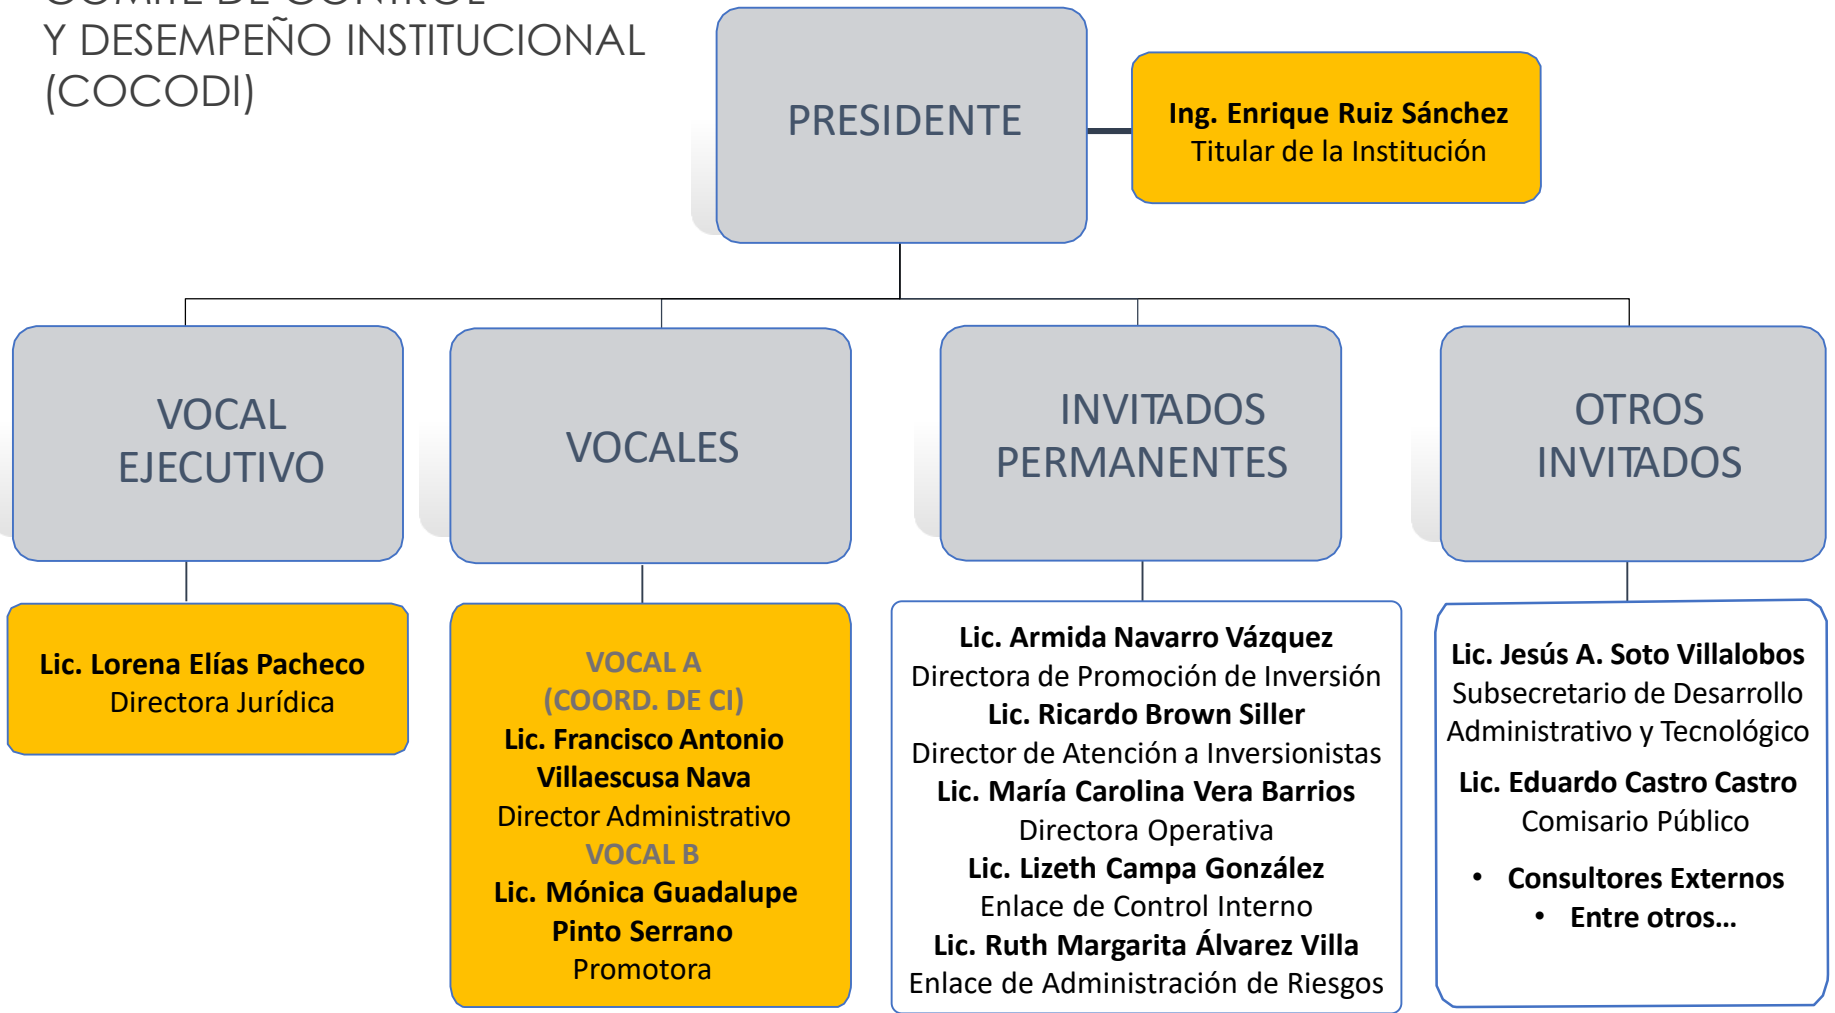 COMITÉ DE CONTROL
Y DESEMPEÑO INSTITUCIONAL
(COCODI)
PRESIDENTE
Ing. Enrique Ruiz Sánchez
Titular de la Institución
VOCAL
EJECUTIVO
VOCALES
INVITADOS
PERMANENTES
OTROS
INVITADOS
Lic. Lorena Elías Pacheco
Directora Jurídica
VOCAL A
(COORD. DE CI)
Lic. Francisco Antonio
Villaescusa Nava
Director Administrativo
VOCAL B
Lic. Mónica Guadalupe
Pinto Serrano
Promotora
Lic. Armida Navarro Vázquez
Directora de Promoción de Inversión
Lic. Ricardo Brown Siller
Director de Atención a Inversionistas
Lic. María Carolina Vera Barrios
Directora Operativa
Lic. Lizeth Campa González
Enlace de Control Interno
Lic. Ruth Margarita Álvarez Villa
Enlace de Administración de Riesgos
Lic. Jesús A. Soto Villalobos
Subsecretario de Desarrollo
Administrativo y Tecnológico
Lic. Eduardo Castro Castro
Comisario Público
• Consultores Externos
• Entre otros...